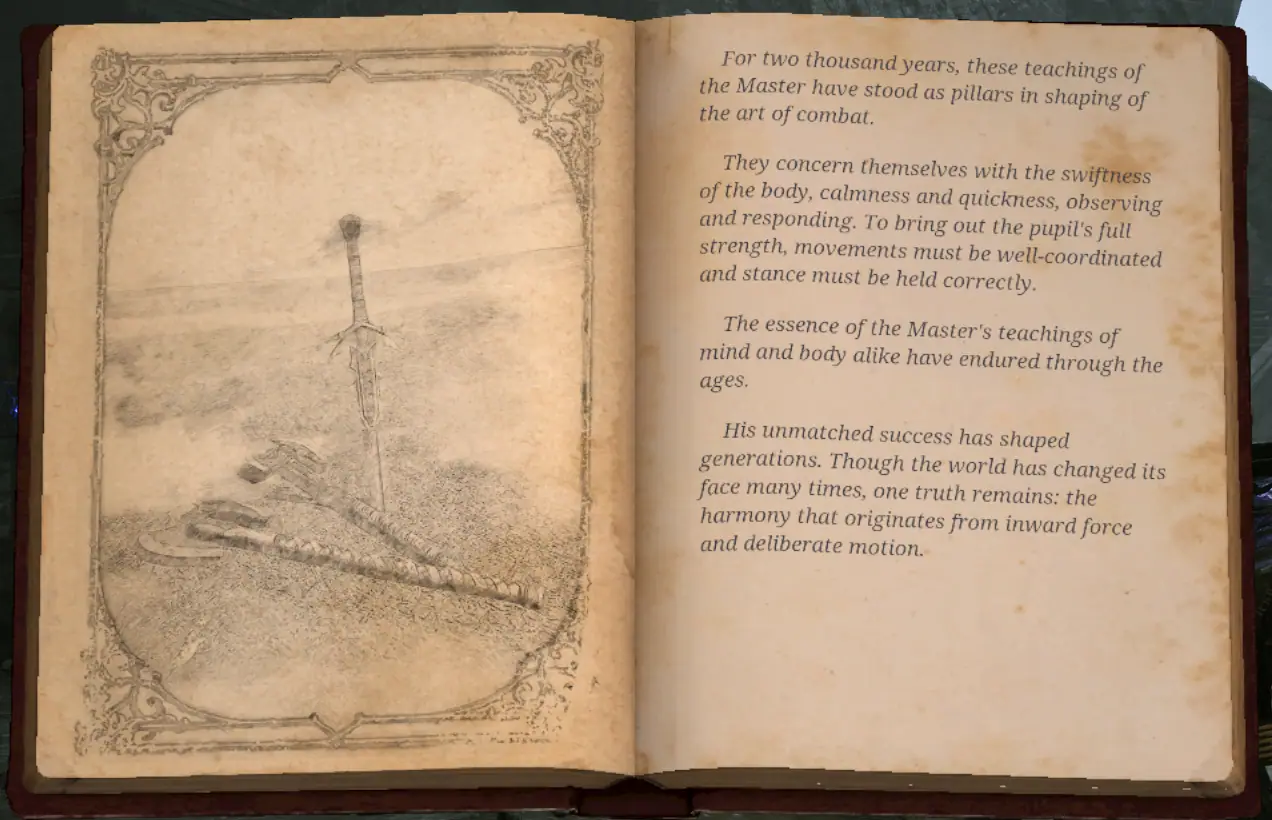 For two thousand years, these teachings of
the Master have stood as pillars in shaping of
the art of combat.
They concern themselves with the swiftness
of the body, calmness and quickness, observing
and responding. To bring out the pupil's full
strength, movements must be well-coordinated
and stance must be held correctly.
The essence of the Master's teachings of
mind and body alike have endured through the
ages.
His unmatched success has shaped
generations. Though the world has changed its
face many times, one truth remains: the
harmony that originates from inward force
and deliberate motion.